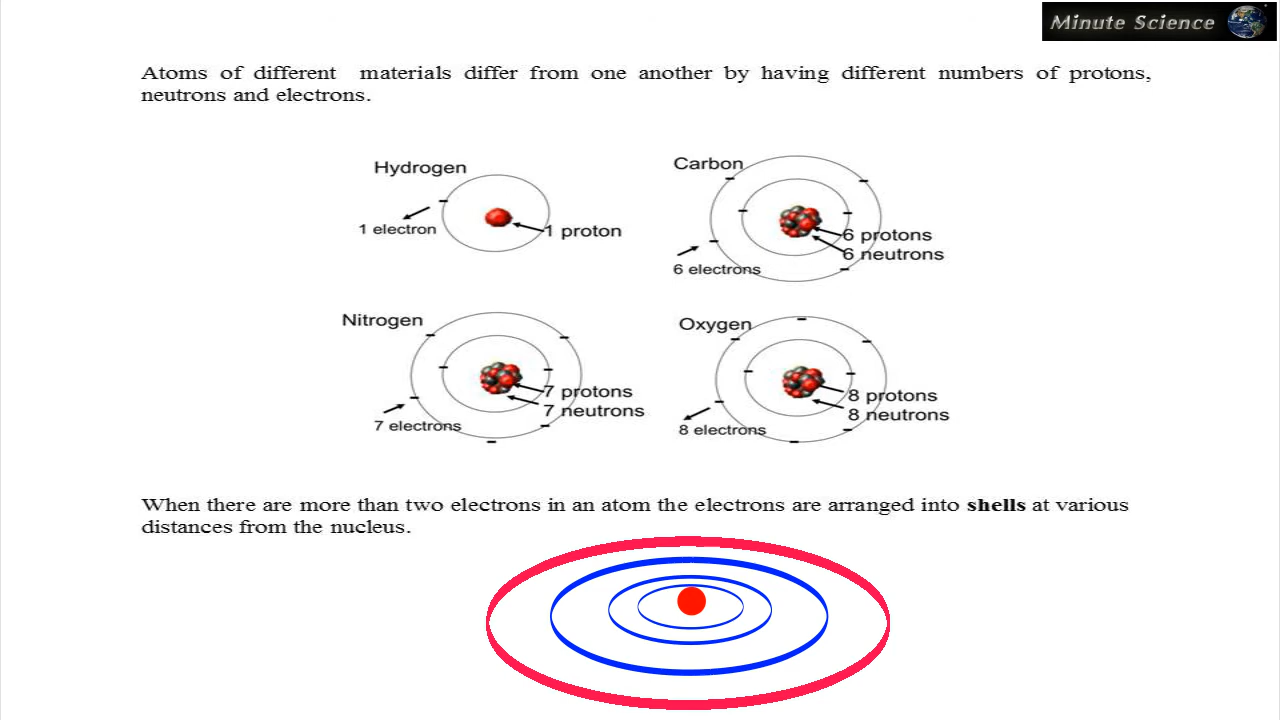 Minute Science
Atoms of different materials differ from one another by having different numbers of protons,
neutrons and electrons.
Hydrogen
1 electron
1 proton
Carbon
6 protons
6 neutrons
6 electrons
Nitrogen
7 protons
7 neutrons
7 electrons
Oxygen
8 protons
8 neutrons
8 electrons
When there are more than two electrons in an atom the electrons are arranged into shells at various
distances from the nucleus.